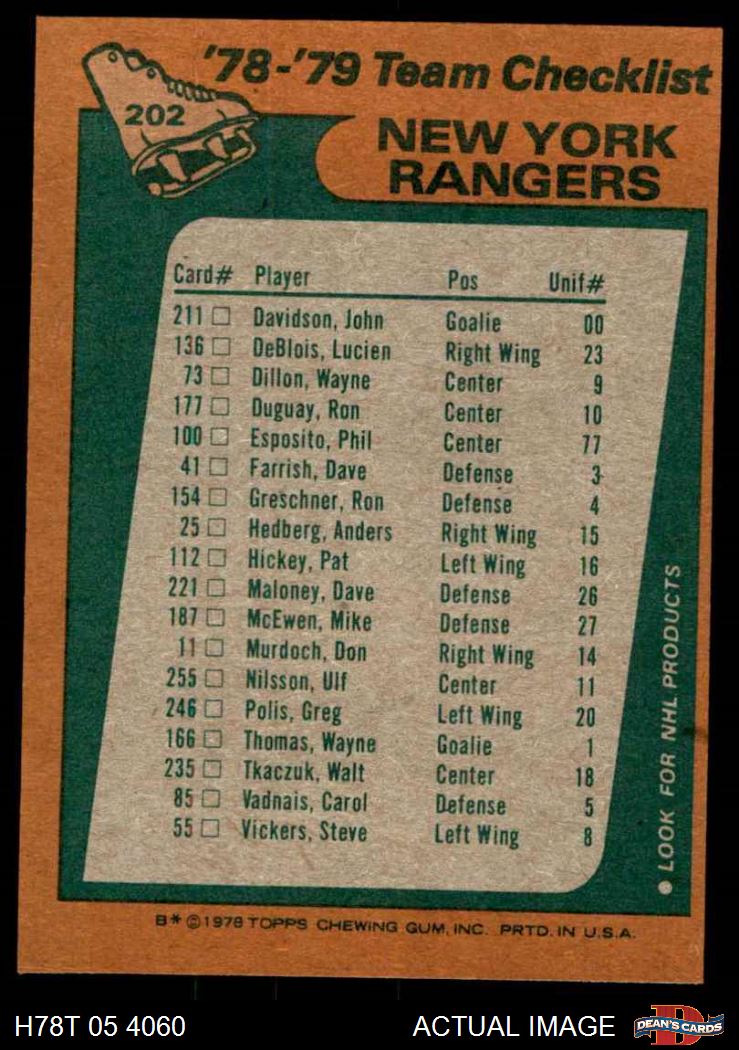 '78-'79 Team Checklist
202
NEW YORK
RANGERS
Card# Player Pos Unif#
211 Davidson, John Goalie 00
136 DeBlois, Lucien Right Wing 23
73 Dillon, Wayne Center 9
177 Duguay, Ron Center 10
100 Esposito, Phil Center 77
41 Farrish, Dave Defense 3
154 Greschner, Ron Defense 4
25 Hedberg, Anders Right Wing 15
112 Hickey, Pat Left Wing 16
221 Maloney, Dave Defense 26
187 McEwen, Mike Defense 27
11 Murdoch, Don Right Wing 14
255 Nilsson, Ulf Center 11
246 Polis, Greg Left Wing 20
166 Thomas, Wayne Goalie 1
235 Tkaczuk, Walt Center 18
85 Vadnais, Carol Defense 5
55 Vickers, Steve Left Wing 8
● LOOK FOR NHL PRODUCTS
B* ©1978 TOPPS CHEWING GUM, INC. PRTD. IN U.S.A.
H78T 05 4060 ACTUAL IMAGE
D
DEAN'S CARDS